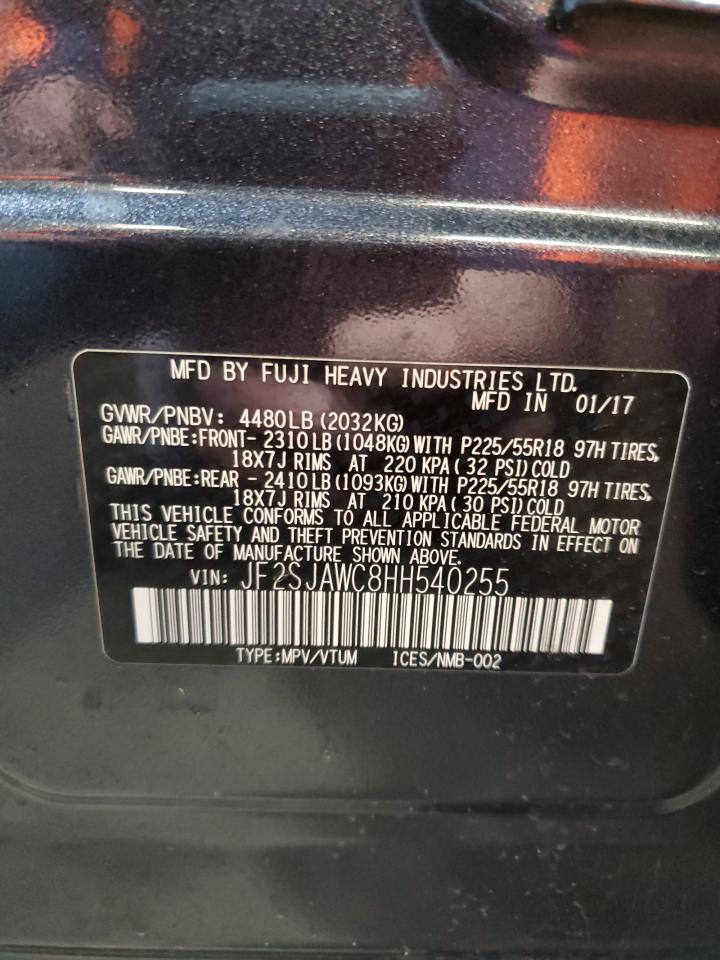 MFD BY FUJI HEAVY INDUSTRIES LTD.
MFD IN 01/17
GVWR/PNBV: 4480LB(2032KG)
GAWR/PNBE:FRONT- 2310LB(1048KG)WITH P225/55R18 97H TIRES,
18X7J RIMS AT 220 KPA( 32 PSI)COLD
GAWR/PNBE:REAR - 2410LB(1093KG)WITH P225/55R18 97H TIRES,
18X7J RIMS AT 210 KPA( 30 PSI)COLD
THIS VEHICLE CONFORMS TO ALL APPLICABLE FEDERAL MOTOR
VEHICLE SAFETY AND THEFT PREVENTION STANDARDS IN EFFECT ON
THE DATE OF MANUFACTURE SHOWN ABOVE.
VIN: JF2SJAWC8HH540255
TYPE:MPV/VTUM ICES/NMB-002